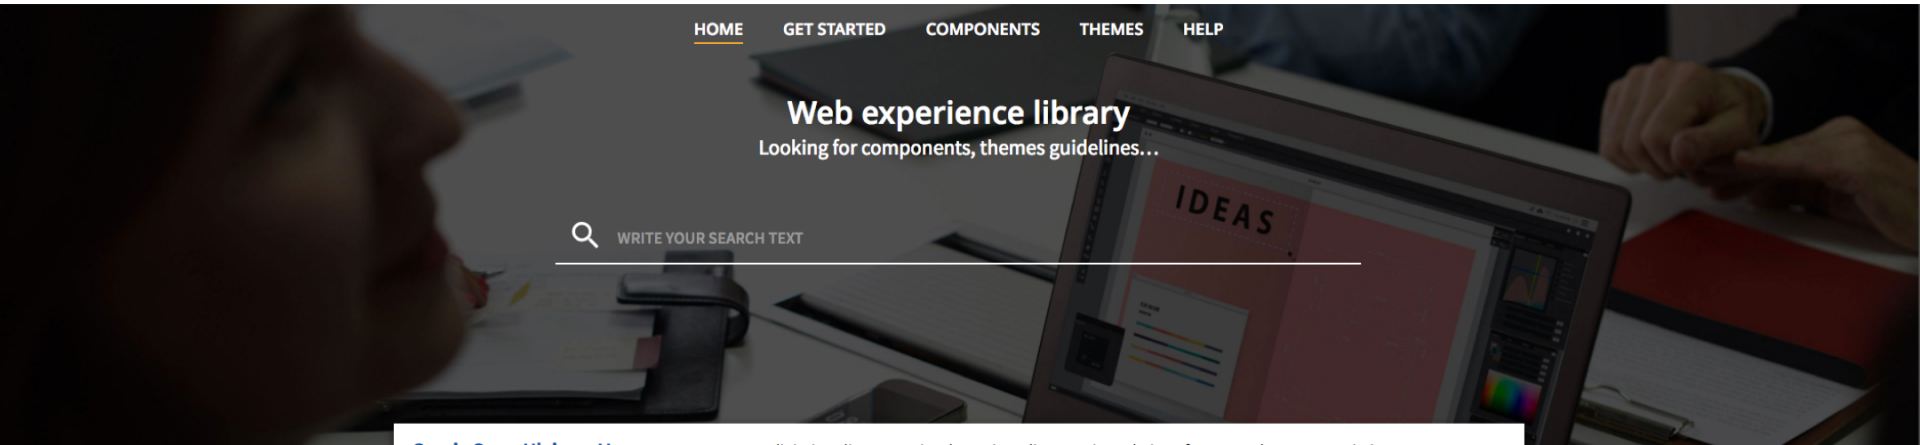 HOME GET STARTED COMPONENTS THEMES HELP
Web experience library
Looking for components, themes guidelines...
WRITE YOUR SEARCH TEXT
IDEAS